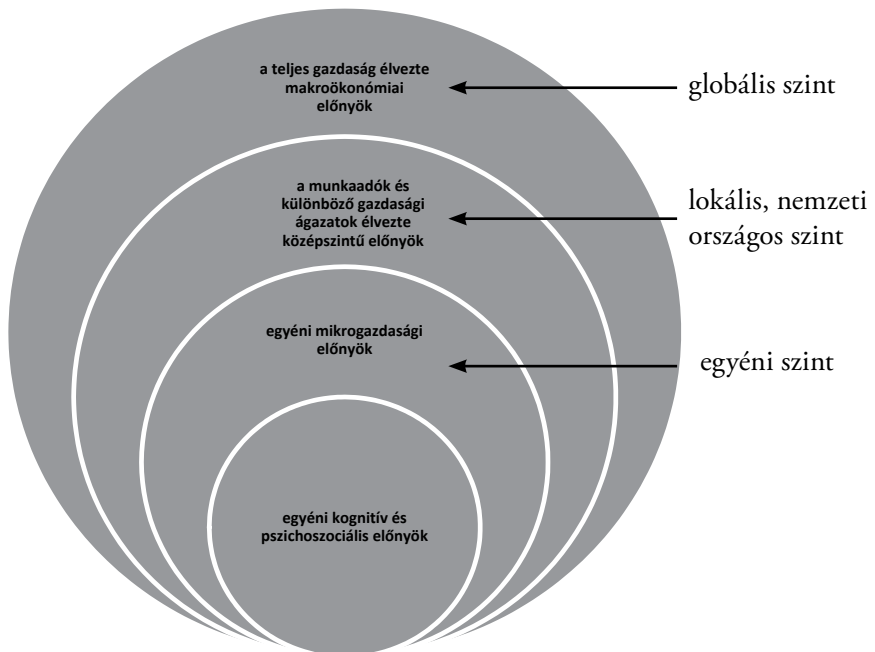 a teljes gazdaság élvezte
makroökonómiai
előnyök
globális szint
a munkaadók és
különböző gazdasági
ágazatok élvezte
középszintű előnyök
lokális, nemzeti
országos szint
egyéni mikrogazdasági
előnyök
egyéni szint
egyéni kognitív és
pszichoszociális előnyök